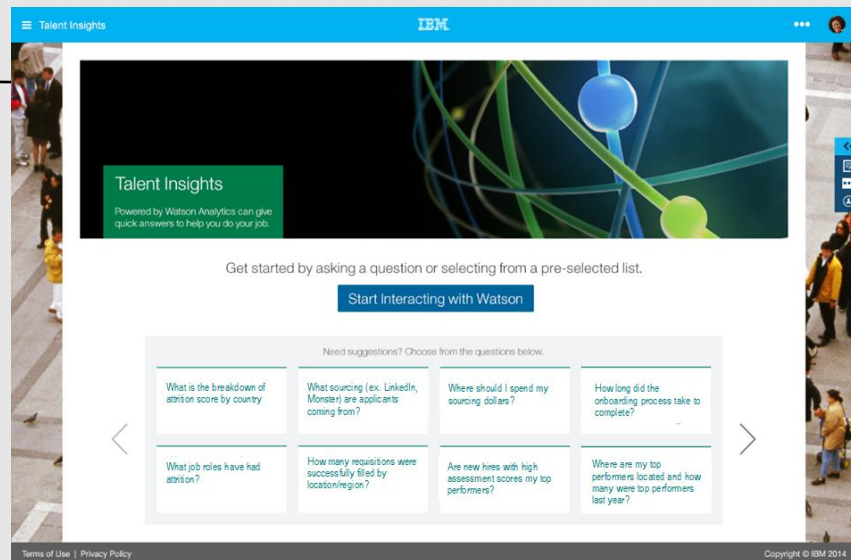 Talent Insights
IBM
Talent Insights
Powered by Watson Analytics can give
quick answers to help you do your job.
Get started by asking a question or selecting from a pre-selected list.
Start Interacting with Watson
Need suggestions? Choose from the questions below.
What is the breakdown of
attrition score by country
What sourcing (ex. LinkedIn,
Monster) are applicants
coming from?
Where should I spend my
sourcing dollars?
How long did the
onboarding process take to
complete?
What job roles have had
attrition?
How many requisitions were
successfully filled by
location/region?
Are new hires with high
assessment scores my top
performers?
Where are my top
performers located and how
many were top performers
last year?
Terms of Use | Privacy Policy
Copyright © IBM 2014